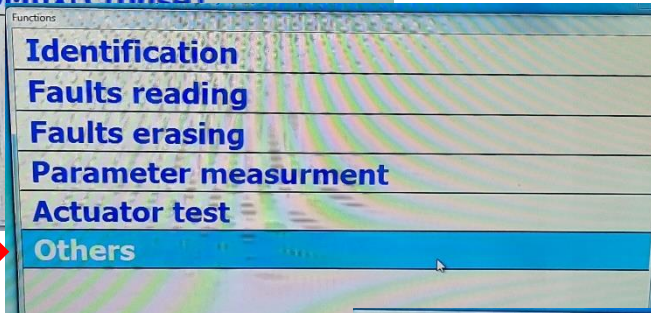 Functions
Identification
Faults reading
Faults erasing
Parameter measurment
Actuator test
Others